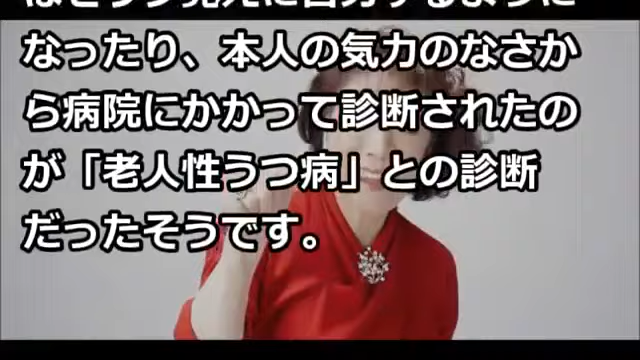 なったり、本人の気力のなさか
ら病院にかかって診断されたの
が「老人性うつ病」との診断
だったそうです。